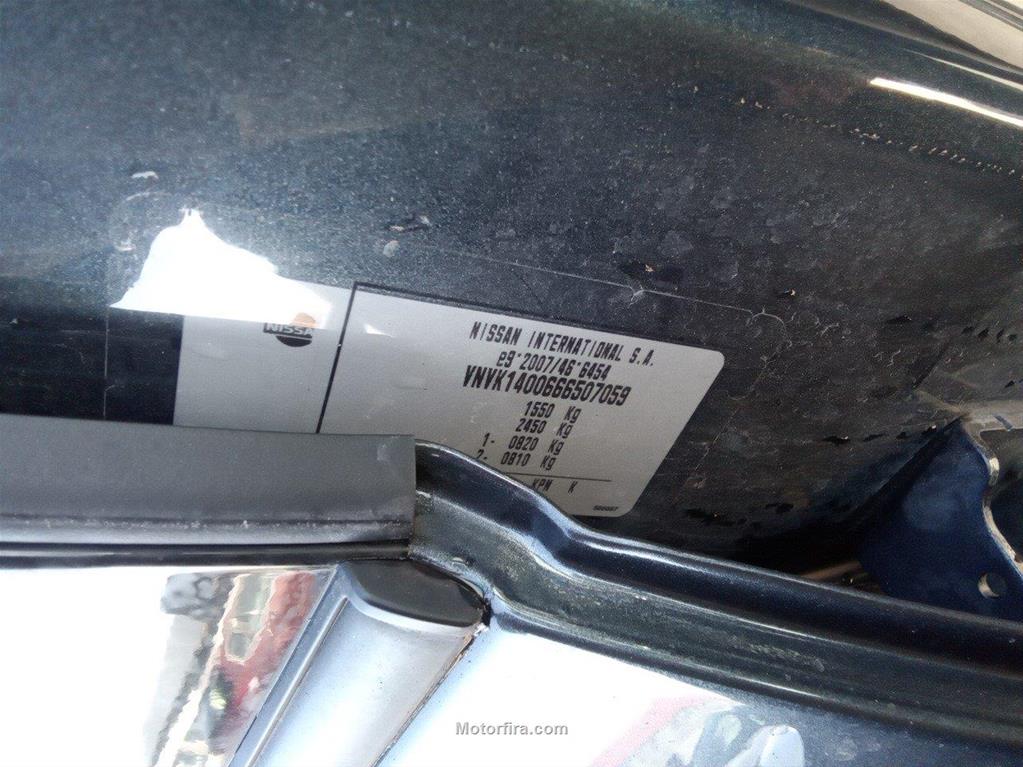 NISSAN
NISSAN INTERNATIONAL S.A.
e9*2007/46*6454
VNVK1400666507059
1550 Kg
2450 Kg
1- 0820 Kg
2- 0810 Kg
KPN K
Motorfira.com